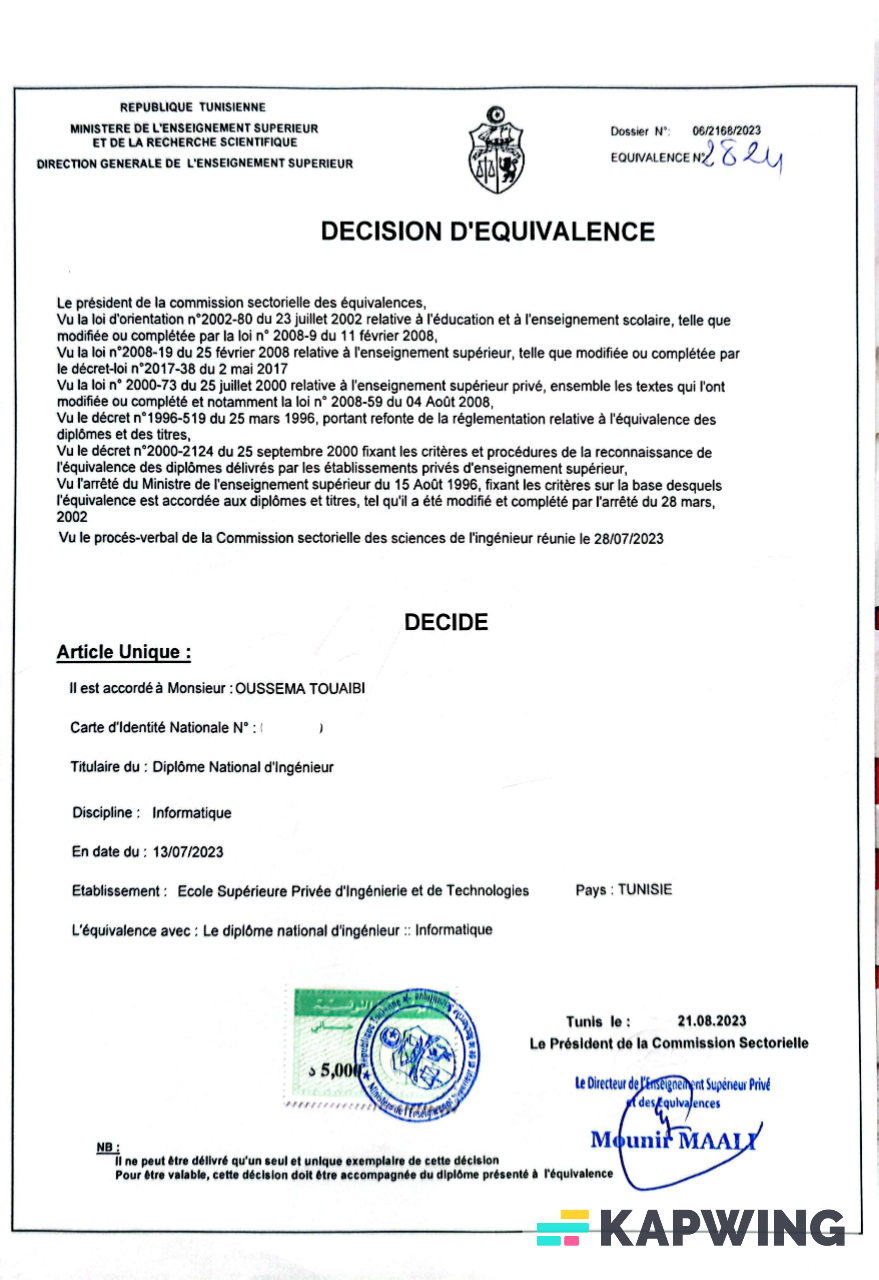 REPUBLIQUE TUNISIENNE
MINISTERE DE L'ENSEIGNEMENT SUPERIEUR
ET DE LA RECHERCHE SCIENTIFIQUE
DIRECTION GENERALE DE L'ENSEIGNEMENT SUPERIEUR
Dossier N°: 06/2168/2023
EQUIVALENCE N° 2824
DECISION D'EQUIVALENCE
Le président de la commission sectorielle des équivalences,
Vu la loi d'orientation n°2002-80 du 23 juillet 2002 relative à l'éducation et à l'enseignement scolaire, telle que
modifiée ou complétée par la loi n° 2008-9 du 11 février 2008,
Vu la loi n°2008-19 du 25 février 2008 relative à l'enseignement supérieur, telle que modifiée ou complétée par
le décret-loi n°2017-38 du 2 mai 2017
Vu la loi n° 2000-73 du 25 juillet 2000 relative à l'enseignement supérieur privé, ensemble les textes qui l'ont
modifiée ou complété et notamment la loi n° 2008-59 du 04 Août 2008,
Vu le décret n°1996-519 du 25 mars 1996, portant refonte de la réglementation relative à l'équivalence des
diplômes et des titres,
Vu le décret n°2000-2124 du 25 septembre 2000 fixant les critères et procédures de la reconnaissance de
l'équivalence des diplômes délivrés par les établissements privés d'enseignement supérieur,
Vu l'arrêté du Ministre de l'enseignement supérieur du 15 Août 1996, fixant les critères sur la base desquels
l'équivalence est accordée aux diplômes et titres, tel qu'il a été modifié et complété par l'arrêté du 28 mars,
2002
Vu le procés-verbal de la Commission sectorielle des sciences de l'ingénieur réunie le 28/07/2023
DECIDE
Article Unique :
Il est accordé à Monsieur : OUSSEMA TOUAIBI
Carte d'Identité Nationale N° :
Titulaire du : Diplôme National d'Ingénieur
Discipline : Informatique
En date du : 13/07/2023
Etablissement : Ecole Supérieure Privée d'Ingénierie et de Technologies Pays : TUNISIE
L'équivalence avec : Le diplôme national d'ingénieur :: Informatique
5,000 د
République Tunisienne
Tunis le : 21.08.2023
Le Président de la Commission Sectorielle
Le Directeur de l'Enseignement Supérieur Privé
et des Equivalences
Mounir MAALI
NB :
Il ne peut être délivré qu'un seul et unique exemplaire de cette décision
Pour être valable, cette décision doit être accompagnée du diplôme présenté à l'équivalence
KAPWING